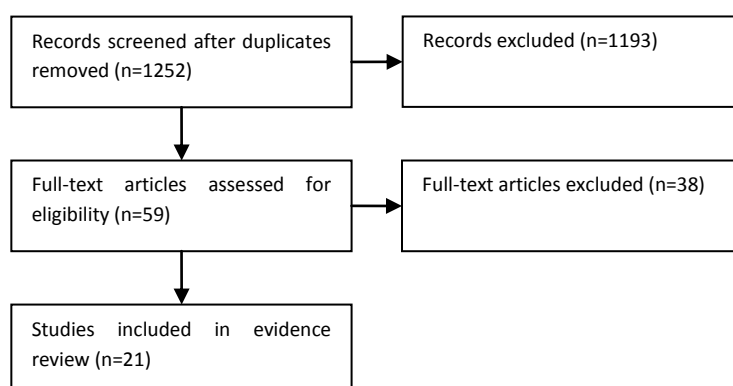 Records screened after duplicates
removed (n=1252)
Records excluded (n=1193)
Full-text articles assessed for
eligibility (n=59)
Full-text articles excluded (n=38)
Studies included in evidence
review (n=21)